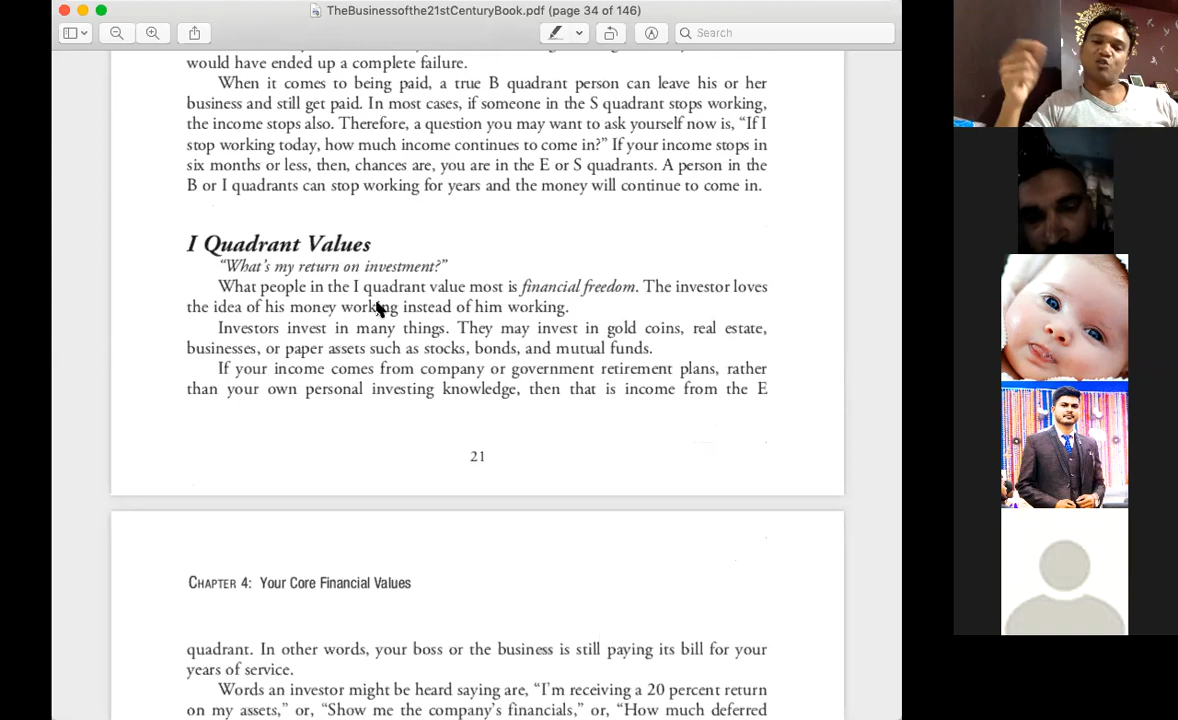 TheBusinessofthe21stCenturyBook.pdf (page 34 of 146)
Search
would have ended up a complete failure.
When it comes to being paid, a true B quadrant person can leave his or her
business and still get paid. In most cases, if someone in the S quadrant stops working,
the income stops also. Therefore, a question you may want to ask yourself now is, “If I
stop working today, how much income continues to come in?” If your income stops in
six months or less, then, chances are, you are in the E or S quadrants. A person in the
B or I quadrants can stop working for years and the money will continue to come in.
I Quadrant Values
“What’s my return on investment?”
What people in the I quadrant value most is financial freedom. The investor loves
the idea of his money working instead of him working.
Investors invest in many things. They may invest in gold coins, real estate,
businesses, or paper assets such as stocks, bonds, and mutual funds.
If your income comes from company or government retirement plans, rather
than your own personal investing knowledge, then that is income from the E
21
CHAPTER 4: Your Core Financial Values
quadrant. In other words, your boss or the business is still paying its bill for your
years of service.
Words an investor might be heard saying are, “I’m receiving a 20 percent return
on my assets,” or, “Show me the company’s financials,” or, “How much deferred